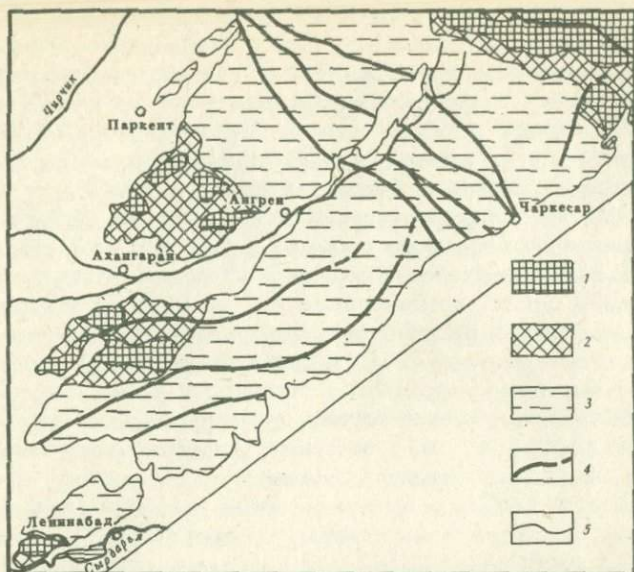 Чирчик
Паркент
Ангрен
Чаркесар
Ахангаран
1
2
3
4
5
Ленинабад
Сырдарья